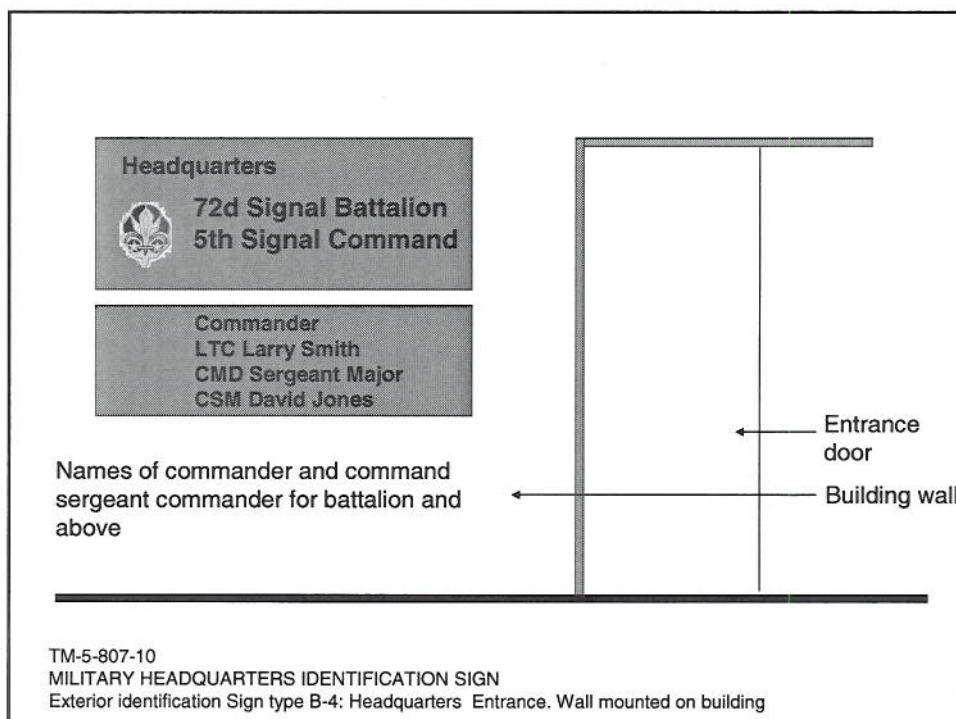 Headquarters
72d Signal Battalion
5th Signal Command
Commander
LTC Larry Smith
CMD Sergeant Major
CSM David Jones
Entrance
door
Names of commander and command
sergeant commander for battalion and
above
Building wall
TM-5-807-10
MILITARY HEADQUARTERS IDENTIFICATION SIGN
Exterior identification Sign type B-4: Headquarters Entrance. Wall mounted on building